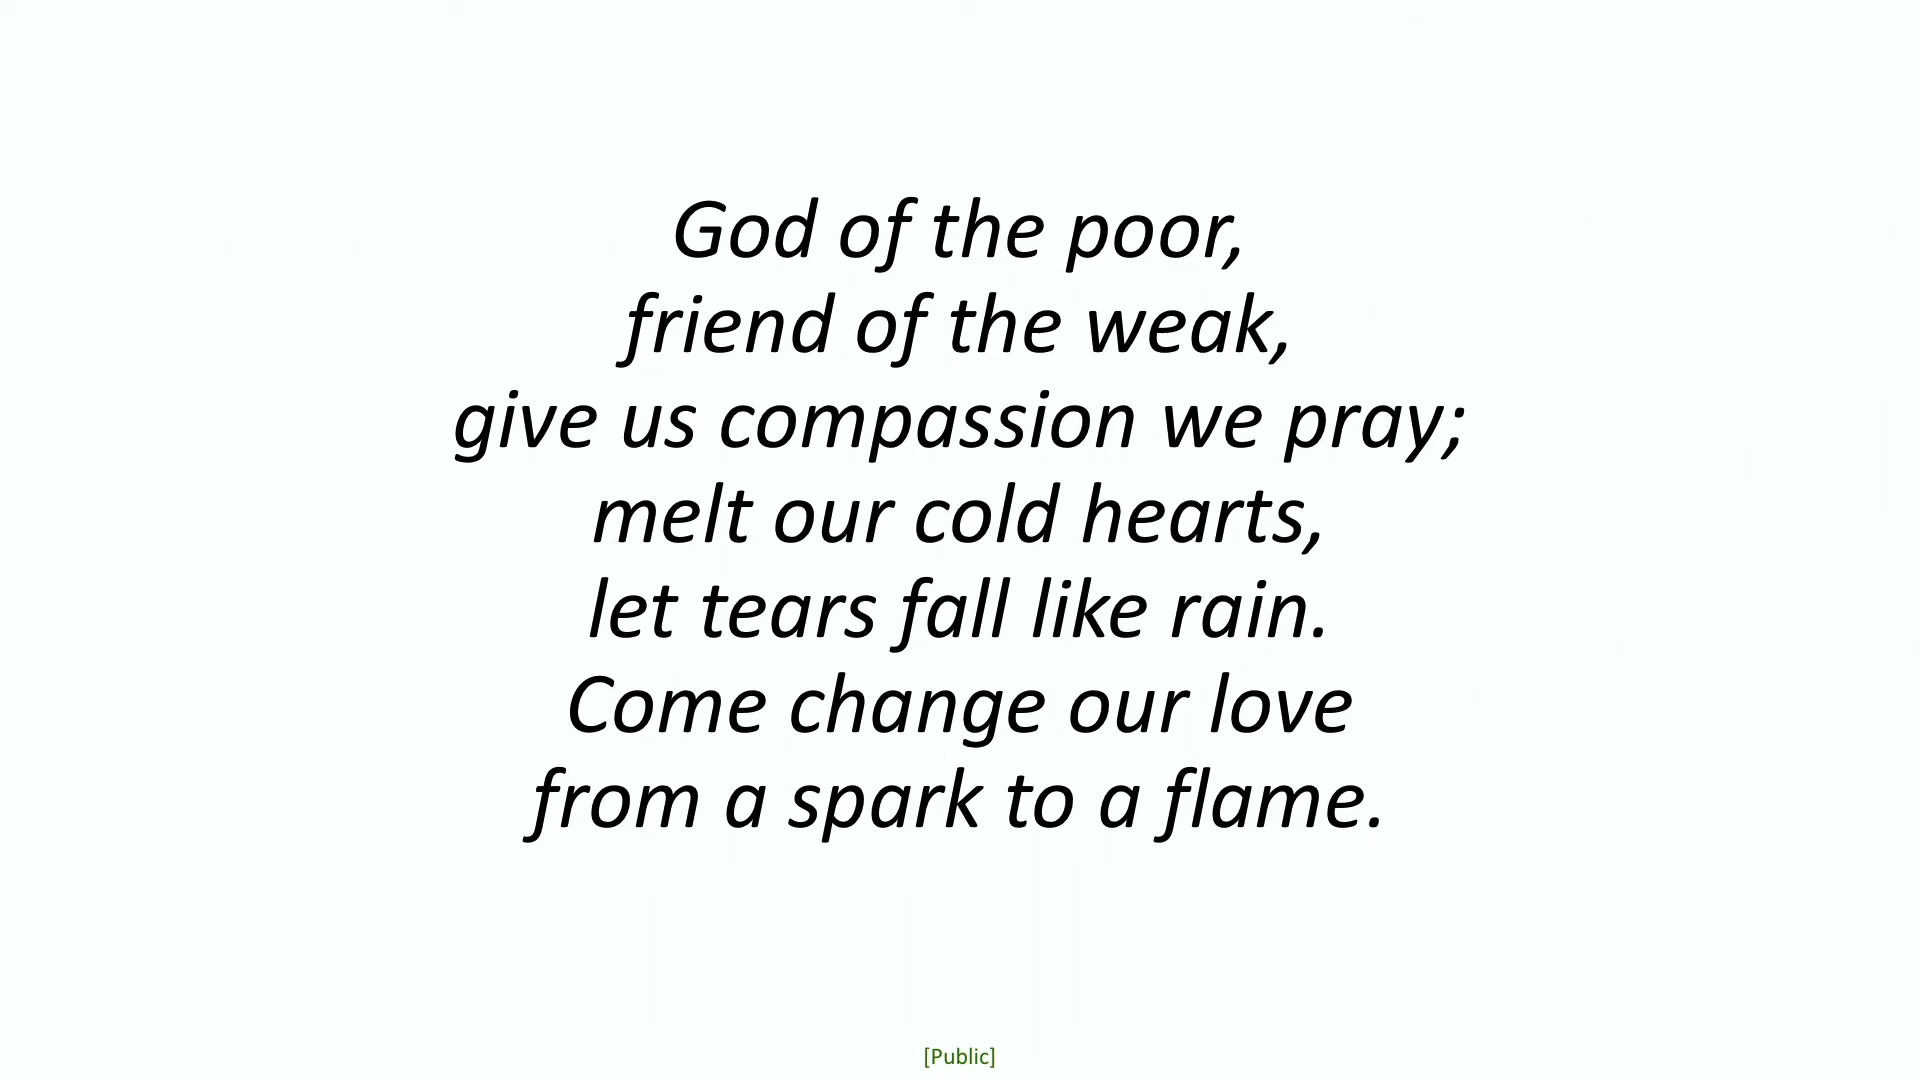 God of the poor,
friend of the weak,
give us compassion we pray;
melt our cold hearts,
let tears fall like rain.
Come change our love
from a spark to a flame.
[Public]